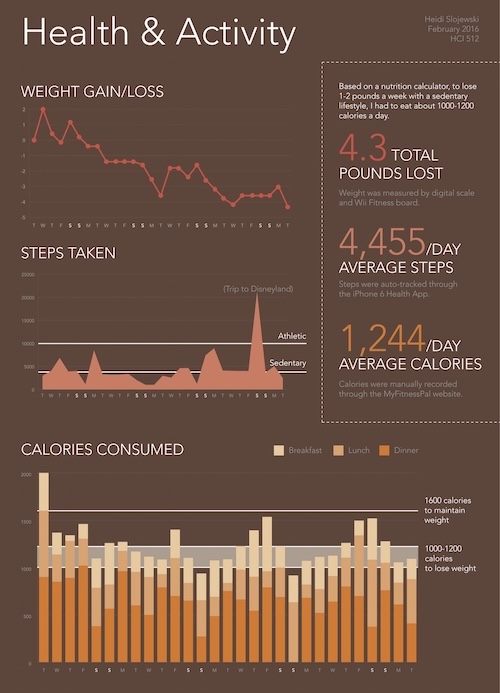 Health & Activity
Heidi Slojewski
February 2016
HCI 512
WEIGHT GAIN/LOSS
2
1
0
-1
-2
-3
-4
-5
T W T F S S M T W T F S S M T W T F S S M T W T F S S M T
STEPS TAKEN
25000
20000
15000
10000
5000
0
(Trip to Disneyland)
Athletic
Sedentary
T W T F S S M T W T F S S M T W T F S S M T W T F S S M T
Based on a nutrition calculator, to lose
1-2 pounds a week with a sedentary
lifestyle, I had to eat about 1000-1200
calories a day.
4.3 TOTAL
POUNDS LOST
Weight was measured by digital scale
and Wii Fitness board.
4,455/DAY
AVERAGE STEPS
Steps were auto-tracked through
the iPhone 6 Health App.
1,244/DAY
AVERAGE CALORIES
Calories were manually recorded
through the MyFitnessPal website.
CALORIES CONSUMED
Breakfast Lunch Dinner
2000
1500
1000
500
0
1600 calories
to maintain
weight
1000-1200
calories
to lose weight
T W T F S S M T W T F S S M T W T F S S M T W T F S S M T